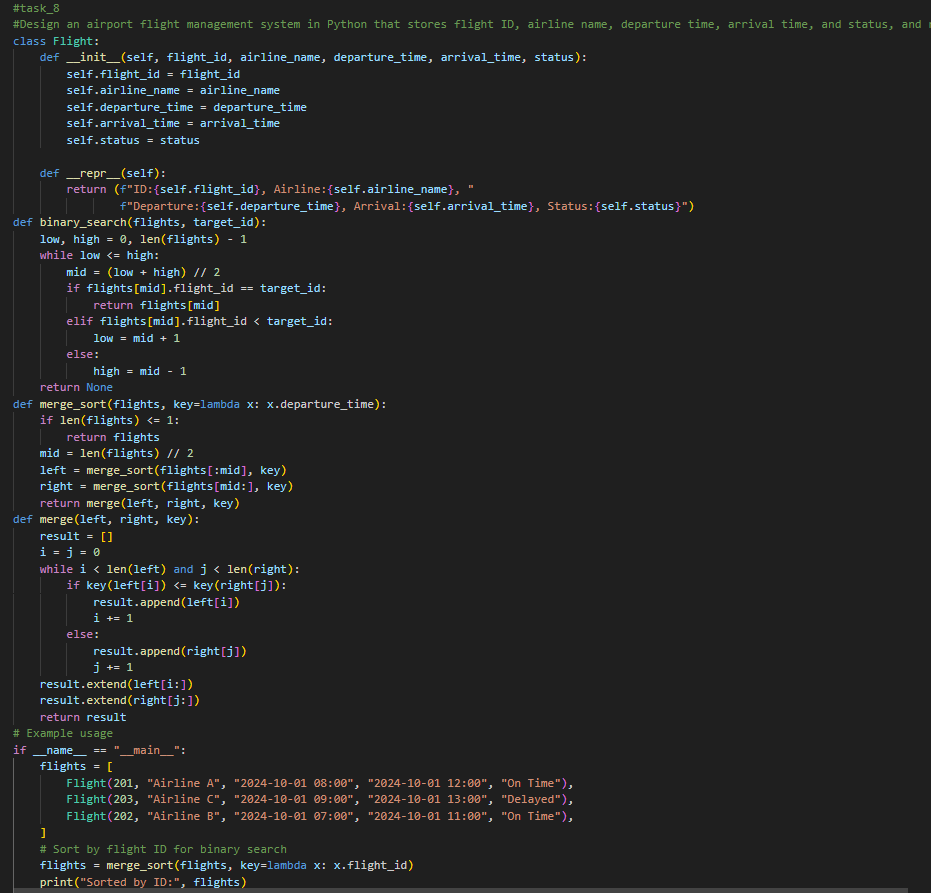 #task_8
#Design an airport flight management system in Python that stores flight ID, airline name, departure time, arrival time, and status, and
class Flight:
    def __init__(self, flight_id, airline_name, departure_time, arrival_time, status):
        self.flight_id = flight_id
        self.airline_name = airline_name
        self.departure_time = departure_time
        self.arrival_time = arrival_time
        self.status = status

    def __repr__(self):
        return (f"ID:{self.flight_id}, Airline:{self.airline_name}, "
                f"Departure:{self.departure_time}, Arrival:{self.arrival_time}, Status:{self.status}")
def binary_search(flights, target_id):
    low, high = 0, len(flights) - 1
    while low <= high:
        mid = (low + high) // 2
        if flights[mid].flight_id == target_id:
            return flights[mid]
        elif flights[mid].flight_id < target_id:
            low = mid + 1
        else:
            high = mid - 1
    return None
def merge_sort(flights, key=lambda x: x.departure_time):
    if len(flights) <= 1:
        return flights
    mid = len(flights) // 2
    left = merge_sort(flights[:mid], key)
    right = merge_sort(flights[mid:], key)
    return merge(left, right, key)
def merge(left, right, key):
    result = []
    i = j = 0
    while i < len(left) and j < len(right):
        if key(left[i]) <= key(right[j]):
            result.append(left[i])
            i += 1
        else:
            result.append(right[j])
            j += 1
    result.extend(left[i:])
    result.extend(right[j:])
    return result
# Example usage
if __name__ == "__main__":
    flights = [
        Flight(201, "Airline A", "2024-10-01 08:00", "2024-10-01 12:00", "On Time"),
        Flight(203, "Airline C", "2024-10-01 09:00", "2024-10-01 13:00", "Delayed"),
        Flight(202, "Airline B", "2024-10-01 07:00", "2024-10-01 11:00", "On Time"),
    ]
    # Sort by flight ID for binary search
    flights = merge_sort(flights, key=lambda x: x.flight_id)
    print("Sorted by ID:", flights)